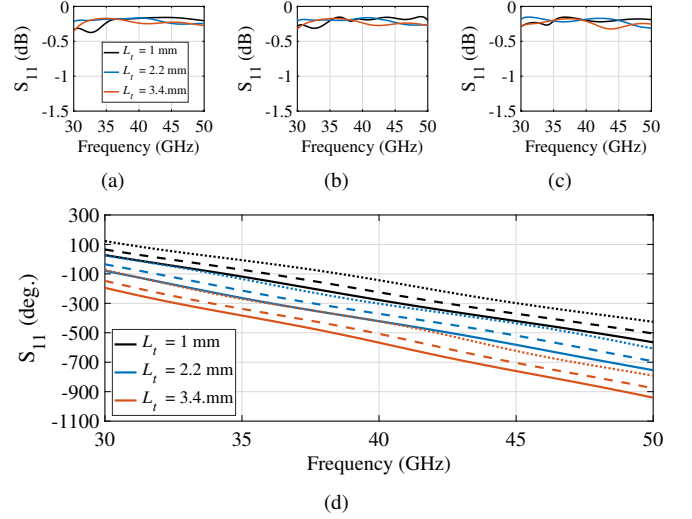 0
-0.5
-1
-1.5
S11 (dB)
Lt = 1 mm
Lt = 2.2 mm
Lt = 3.4.mm
30 35 40 45 50
Frequency (GHz)
(a)
0
-0.5
-1
-1.5
S11 (dB)
30 35 40 45 50
Frequency (GHz)
(b)
0
-0.5
-1
-1.5
S11 (dB)
30 35 40 45 50
Frequency (GHz)
(c)
300
100
-100
-300
-500
-700
-900
-1100
S11 (deg.)
Lt = 1 mm
Lt = 2.2 mm
Lt = 3.4.mm
30 35 40 45 50
Frequency (GHz)
(d)